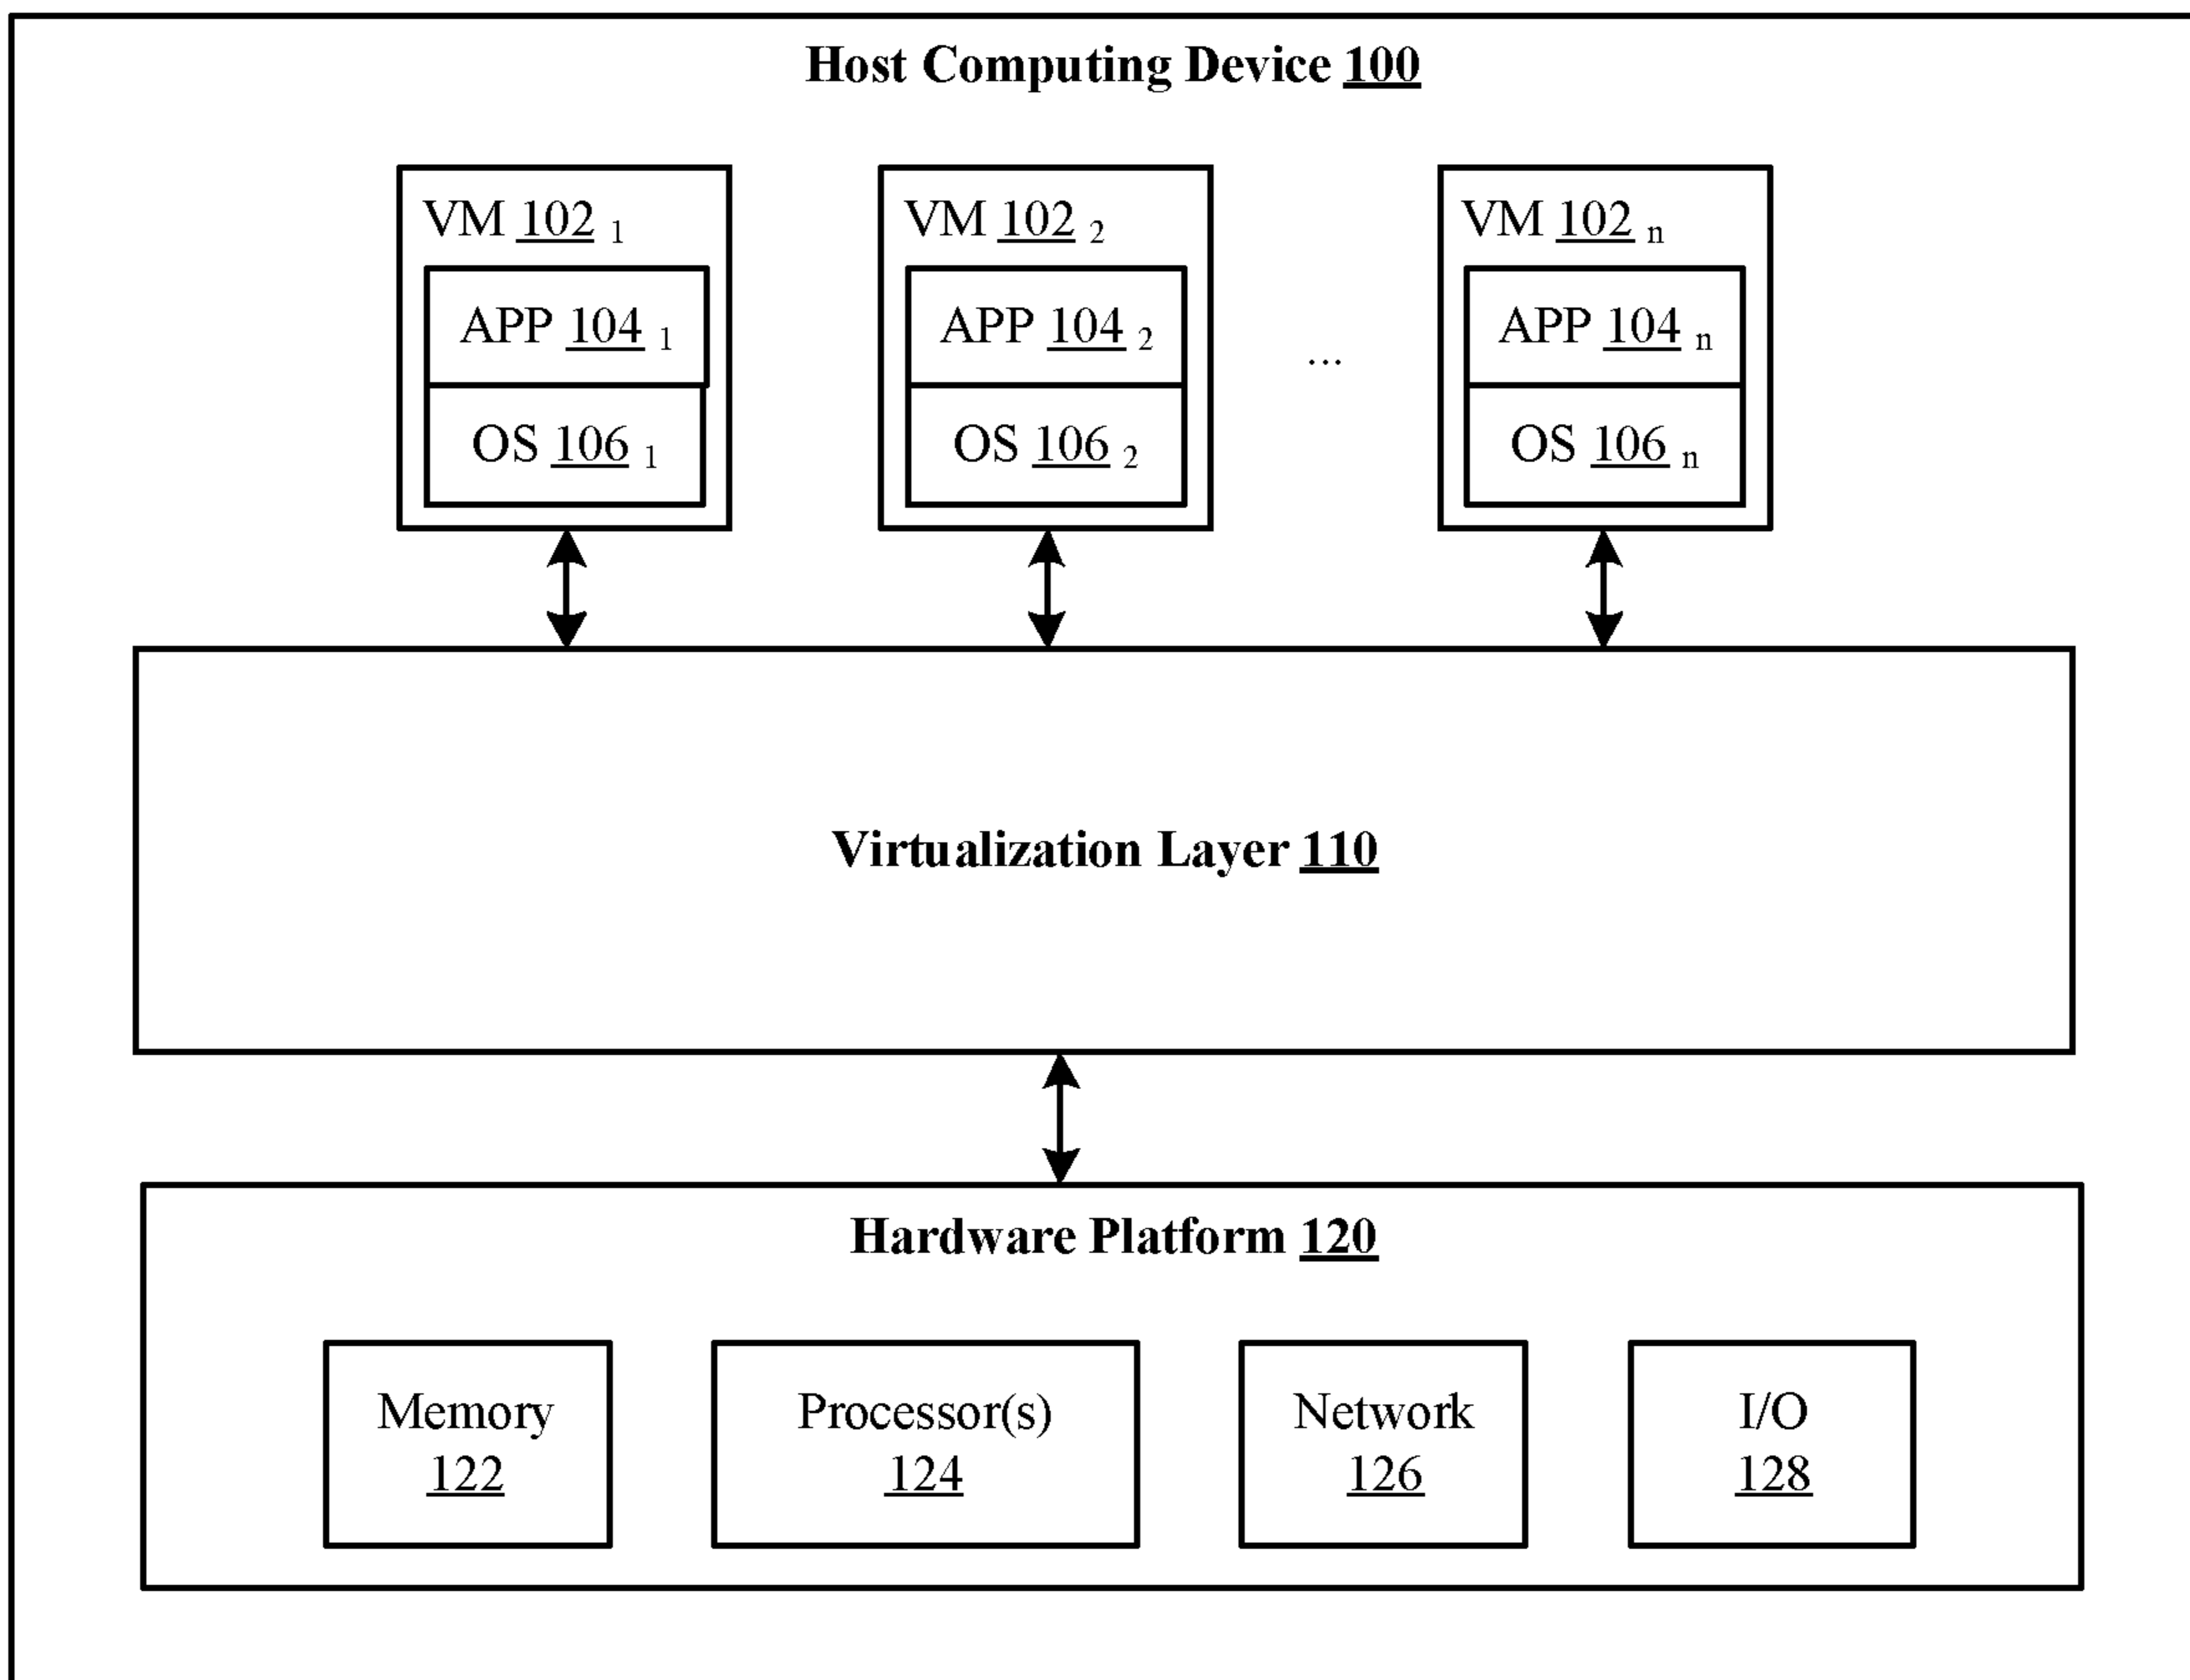 Host Computing Device 100
VM 102 1
VM 102 2
VM 102 n
APP 104 1
APP 104 2
...
APP 104 n
OS 106 1
OS 106 2
OS 106 n
Virtualization Layer 110
Hardware Platform 120
Memory
122
Processor(s)
124
Network
126
I/O
128